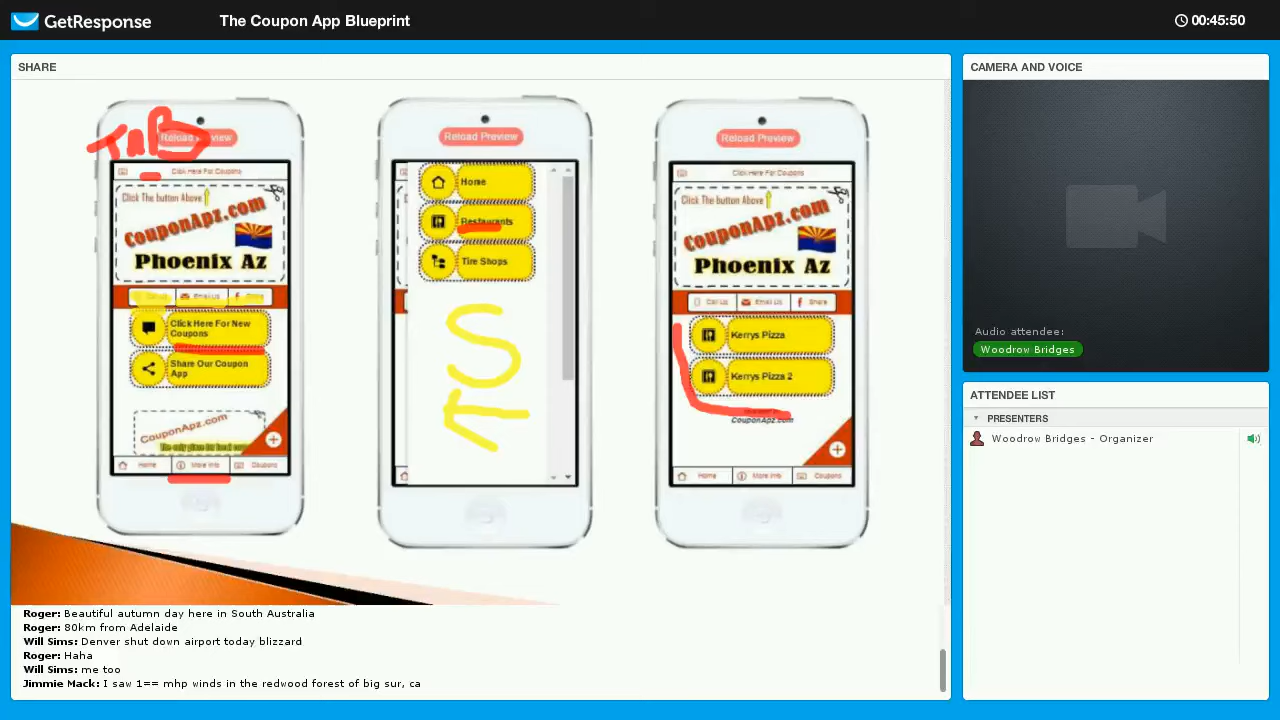 GetResponse
The Coupon App Blueprint
00:45:50
SHARE
TAB
Reload Preview
Click Here For Coupons
Click The button Above
CouponApz.com
Phoenix Az
Email Us
Click Here For New
Coupons
Share Our Coupon
App
CouponApz.com
Home
More Info
Coupons
Reload Preview
Home
Restaurants
Tire Shops
Reload Preview
Click Here For Coupons
Click The button Above
CouponApz.com
Phoenix Az
Call Us
Email Us
Share
Kerrys Pizza
Kerrys Pizza 2
CouponApz.com
Home
More Info
Coupons
Roger: Beautiful autumn day here in South Australia
Roger: 80km from Adelaide
Will Sims: Denver shut down airport today blizzard
Roger: Haha
Will Sims: me too
Jimmie Mack: I saw 1== mhp winds in the redwood forest of big sur, ca
CAMERA AND VOICE
Audio attendee:
Woodrow Bridges
ATTENDEE LIST
PRESENTERS
Woodrow Bridges - Organizer